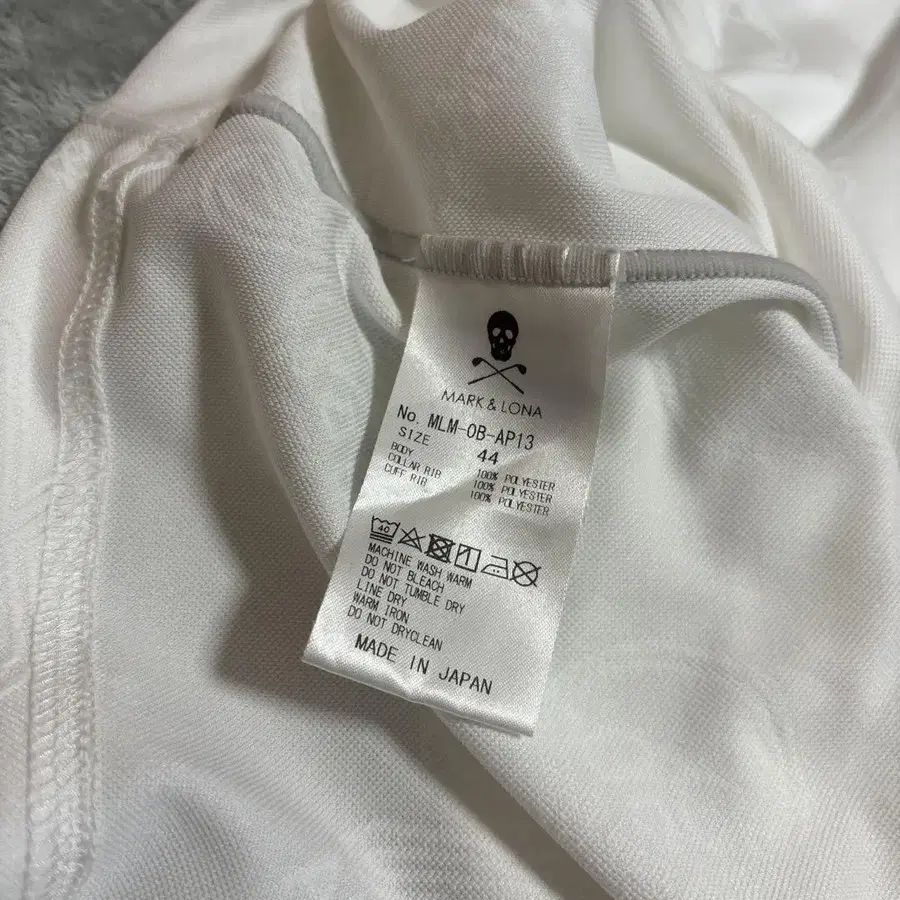 MARK & LONA
No. MLM-0B-AP13
SIZE 44
BODY 100% POLYESTER
COLLAR RIB 100% POLYESTER
CUFF RIB 100% POLYESTER
40
MACHINE WASH WARM
DO NOT BLEACH
DO NOT TUMBLE DRY
LINE DRY
WARM IRON
DO NOT DRYCLEAN
MADE IN JAPAN